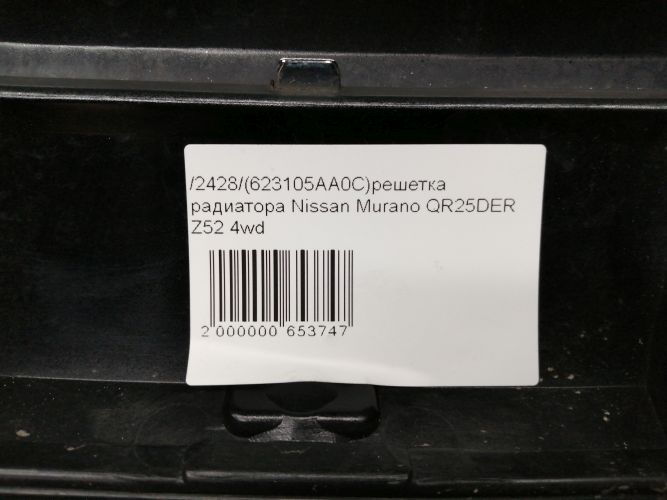 /2428/(623105AA0C)решетка
радиатора Nissan Murano QR25DER
Z52 4wd
2 000000 653747